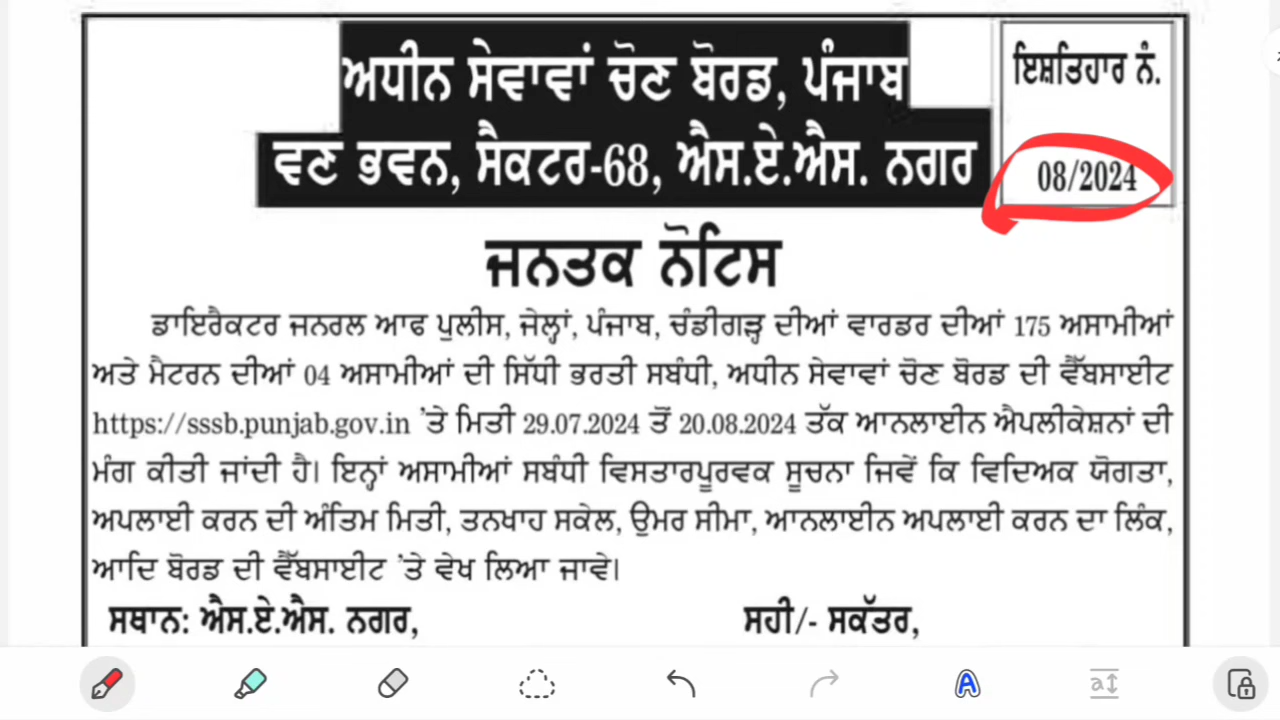 ਅਧੀਨ ਸੇਵਾਵਾਂ ਚੋਣ ਬੋਰਡ, ਪੰਜਾਬ
ਵਣ ਭਵਨ, ਸੈਕਟਰ-68, ਐਸ.ਏ.ਐਸ. ਨਗਰ
ਇਸ਼ਤਿਹਾਰ ਨੰ.
08/2024
ਜਨਤਕ ਨੋਟਿਸ
ਡਾਇਰੈਕਟਰ ਜਨਰਲ ਆਫ ਪੁਲੀਸ, ਜੇਲ੍ਹਾਂ, ਪੰਜਾਬ, ਚੰਡੀਗੜ੍ਹ ਦੀਆਂ ਵਾਰਡਰ ਦੀਆਂ 175 ਅਸਾਮੀਆਂ
ਅਤੇ ਮੈਟਰਨ ਦੀਆਂ 04 ਅਸਾਮੀਆਂ ਦੀ ਸਿੱਧੀ ਭਰਤੀ ਸਬੰਧੀ, ਅਧੀਨ ਸੇਵਾਵਾਂ ਚੋਣ ਬੋਰਡ ਦੀ ਵੈੱਬਸਾਈਟ
https://sssb.punjab.gov.in 'ਤੇ ਮਿਤੀ 29.07.2024 ਤੋਂ 20.08.2024 ਤੱਕ ਆਨਲਾਈਨ ਐਪਲੀਕੇਸ਼ਨਾਂ ਦੀ
ਮੰਗ ਕੀਤੀ ਜਾਂਦੀ ਹੈ। ਇਨ੍ਹਾਂ ਅਸਾਮੀਆਂ ਸਬੰਧੀ ਵਿਸਤਾਰਪੂਰਵਕ ਸੂਚਨਾ ਜਿਵੇਂ ਕਿ ਵਿਦਿਅਕ ਯੋਗਤਾ,
ਅਪਲਾਈ ਕਰਨ ਦੀ ਅੰਤਿਮ ਮਿਤੀ, ਤਨਖਾਹ ਸਕੇਲ, ਉਮਰ ਸੀਮਾ, ਆਨਲਾਈਨ ਅਪਲਾਈ ਕਰਨ ਦਾ ਲਿੰਕ,
ਆਦਿ ਬੋਰਡ ਦੀ ਵੈੱਬਸਾਈਟ 'ਤੇ ਵੇਖ ਲਿਆ ਜਾਵੇ।
ਸਥਾਨ: ਐਸ.ਏ.ਐਸ. ਨਗਰ,
ਸਹੀ/- ਸਕੱਤਰ,